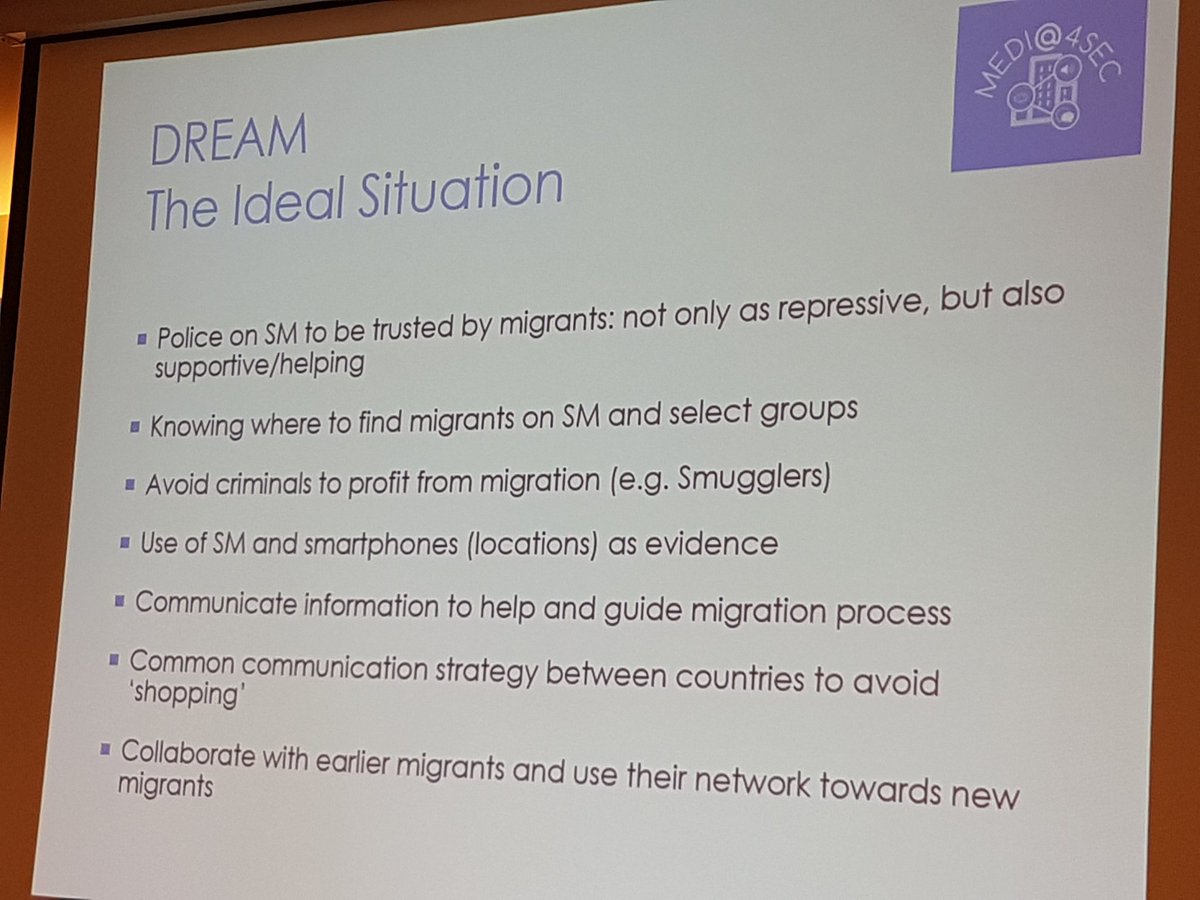 MEDI@4SEC
DREAM
The Ideal Situation
▪ Police on SM to be trusted by migrants: not only as repressive, but also
supportive/helping
▪ Knowing where to find migrants on SM and select groups
▪ Avoid criminals to profit from migration (e.g. Smugglers)
▪ Use of SM and smartphones (locations) as evidence
▪ Communicate information to help and guide migration process
▪ Common communication strategy between countries to avoid
'shopping'
▪ Collaborate with earlier migrants and use their network towards new
migrants